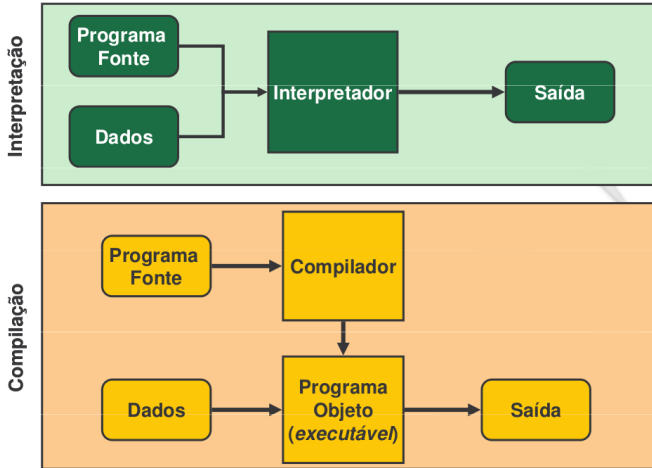 Interpretação
Programa
Fonte
Dados
Interpretador
Saída
Compilação
Programa
Fonte
Compilador
Dados
Programa
Objeto
(executável)
Saída